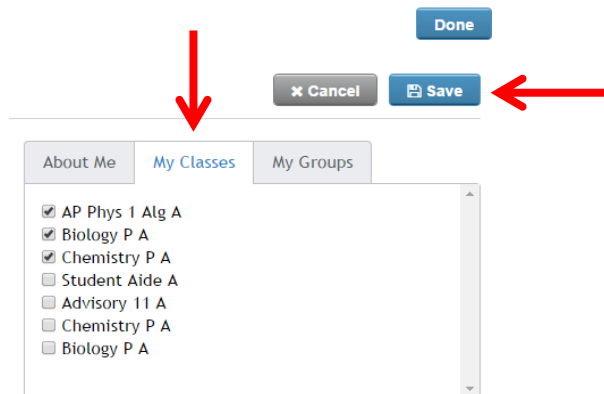 Done
Cancel
Save
About Me
My Classes
My Groups
AP Phys 1 Alg A
Biology P A
Chemistry P A
Student Aide A
Advisory 11 A
Chemistry P A
Biology P A